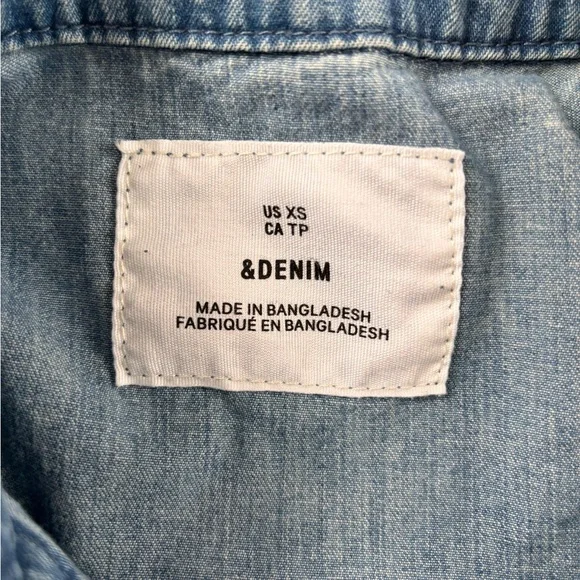 US XS
CA TP
&DENIM
MADE IN BANGLADESH
FABRIQUÉ EN BANGLADESH